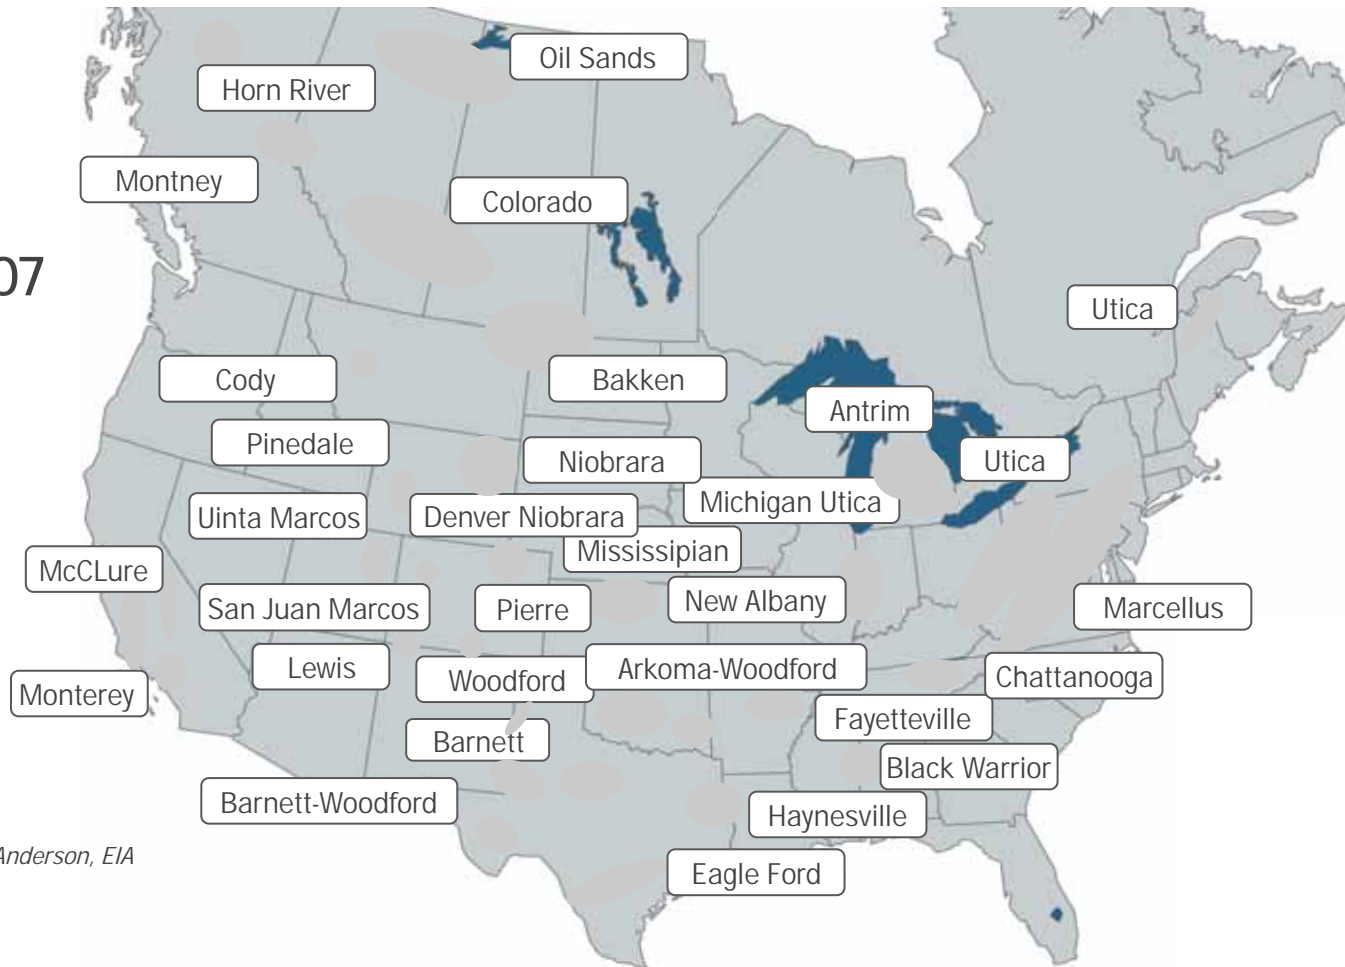 Oil Sands
Horn River
Montney
Colorado
07
Utica
Cody
Bakken
Antrim
Pinedale
Niobrara
Utica
Michigan Utica
Uinta Marcos
Denver Niobrara
Mississipian
McCLure
San Juan Marcos
Pierre
New Albany
Marcellus
Lewis
Woodford
Arkoma-Woodford
Chattanooga
Monterey
Fayetteville
Barnett
Black Warrior
Barnett-Woodford
Haynesville
Anderson, EIA
Eagle Ford